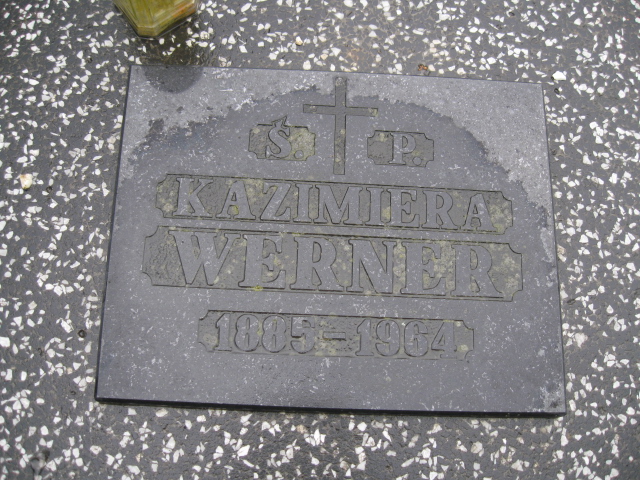 Ś. P.
KAZIMIERA
WERNER
1885-1964